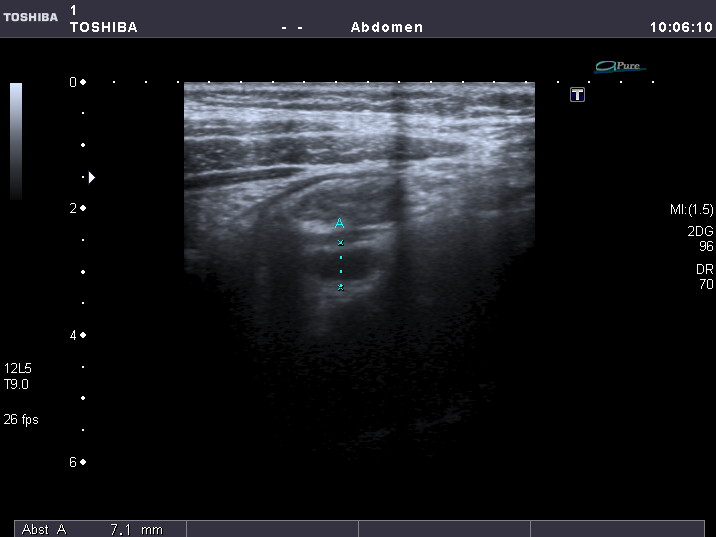 TOSHIBA
1
TOSHIBA - - Abdomen 10:06:10
aPure
T
0
2
4
6
A
MI:(1.5)
2DG
96
DR
70
12L5
T9.0
26 fps
Abst A 7.1 mm